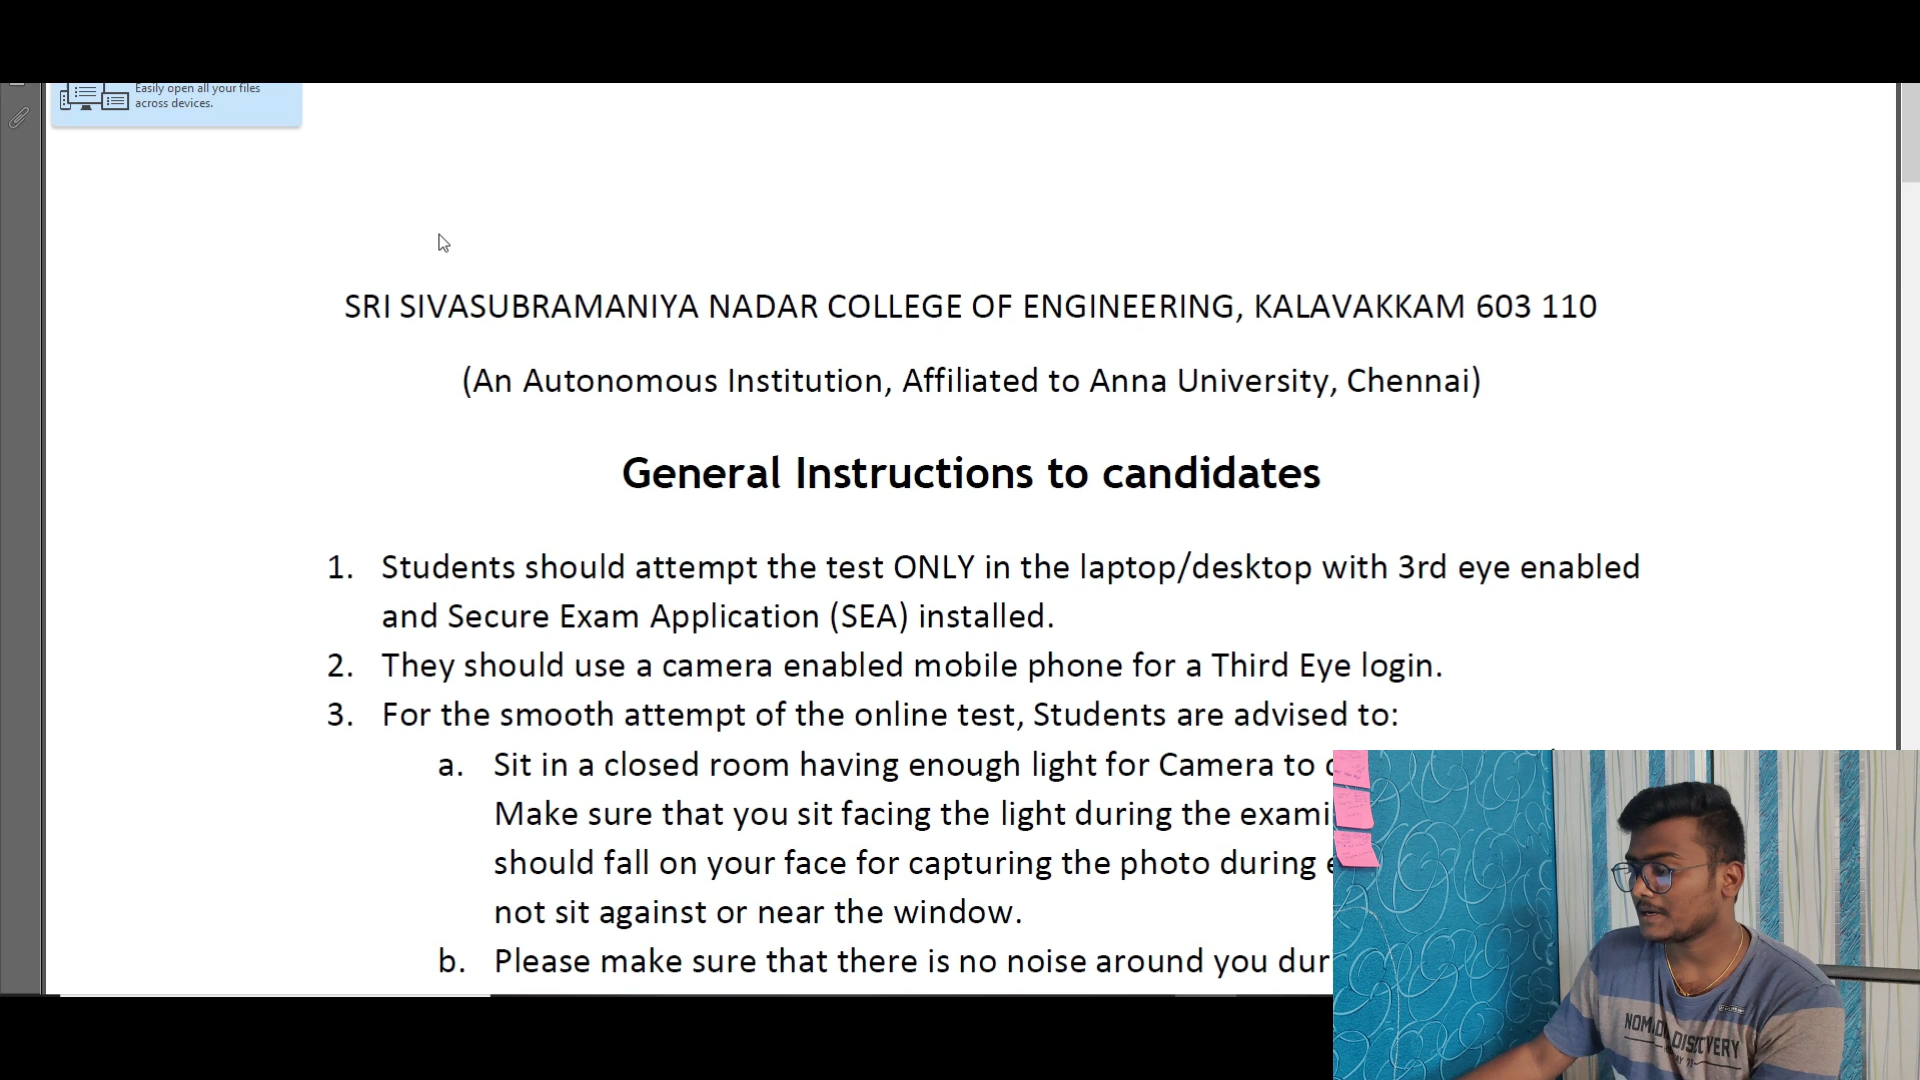 Easily open all your files
across devices.
SRI SIVASUBRAMANIYA NADAR COLLEGE OF ENGINEERING, KALAVAKKAM 603 110
(An Autonomous Institution, Affiliated to Anna University, Chennai)
General Instructions to candidates
1. Students should attempt the test ONLY in the laptop/desktop with 3rd eye enabled
and Secure Exam Application (SEA) installed.
2. They should use a camera enabled mobile phone for a Third Eye login.
3. For the smooth attempt of the online test, Students are advised to:
a. Sit in a closed room having enough light for Camera to
Make sure that you sit facing the light during the exami
should fall on your face for capturing the photo during
not sit against or near the window.
b. Please make sure that there is no noise around you dur
DISCOVERY